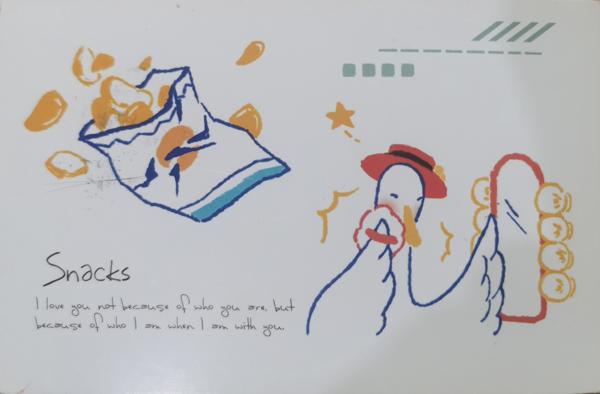 Snacks
I love you not because of who you are, but
because of who I am when I am with you.